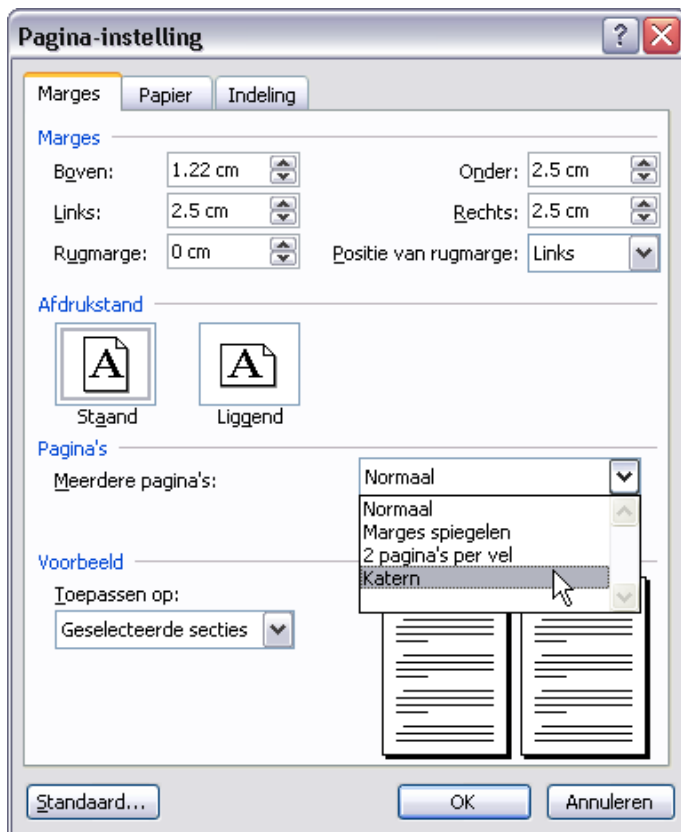 Pagina-instelling
Marges Papier Indeling
Marges
Boven: 1.22 cm Onder: 2.5 cm
Links: 2.5 cm Rechts: 2.5 cm
Rugmarge: 0 cm Positie van rugmarge: Links
Afdrukstand
A A
Staand Liggend
Pagina's
Meerdere pagina's: Normaal
Normaal
Marges spiegelen
2 pagina's per vel
Katern
Voorbeeld
Toepassen op:
Geselecteerde secties
Standaard... OK Annuleren